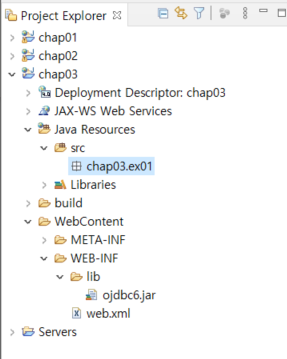 Project Explorer
chap01
chap02
chap03
Deployment Descriptor: chap03
JAX-WS Web Services
Java Resources
src
chap03.ex01
Libraries
build
WebContent
META-INF
WEB-INF
lib
ojdbc6.jar
web.xml
Servers